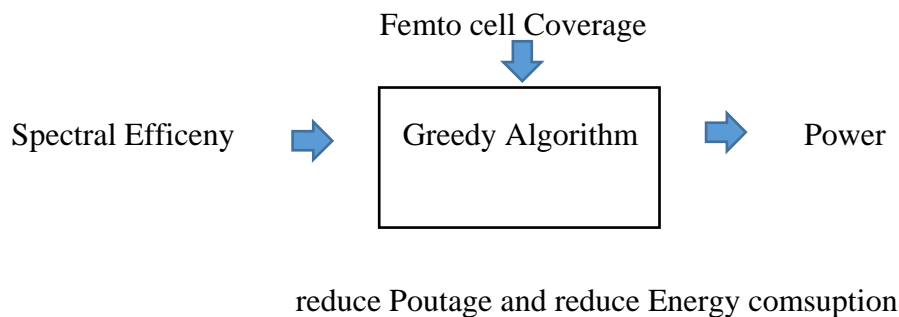 Femto cell Coverage
Spectral Efficeny
Greedy Algorithm
Power
reduce Poutage and reduce Energy comsuption